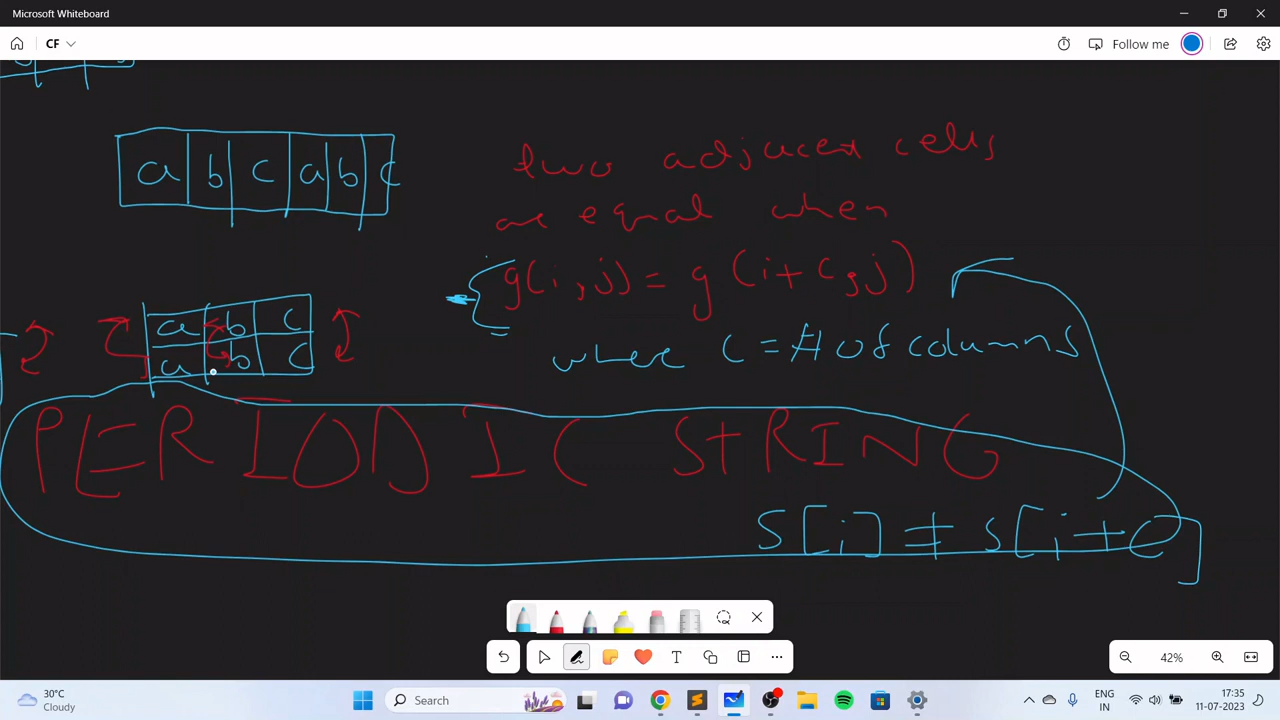 Microsoft Whiteboard
CF
Follow me
a b c a b c
two adjacent cells
are equal when
g(i,j) = g(i+c,j)
where c = # of columns
a b c
a b c
PERIODIC STRING
s[i] ≠ s[i+c]
42%
30°C
Cloudy
Search
ENG
IN
17:35
11-07-2023